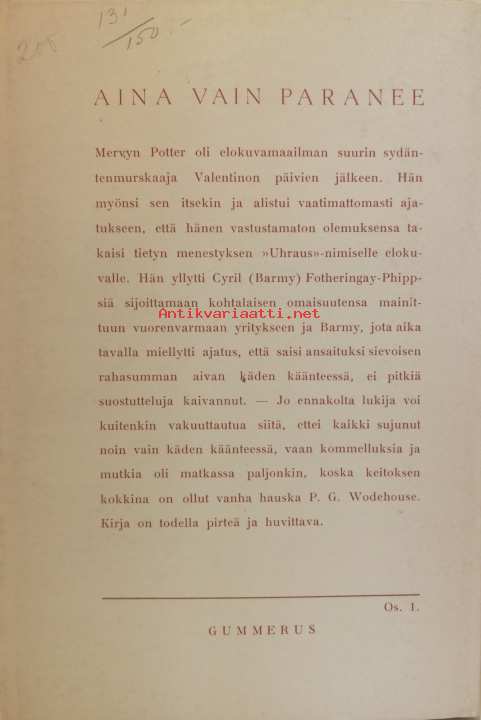 131
200 150.-
AINA VAIN PARANEE
Mervyn Potter oli elokuvamaailman suurin sydän-
tenmurskaaja Valentinon päivien jälkeen. Hän
myönsi sen itsekin ja alistui vaatimattomasti aja-
tukseen, että hänen vastustamaton olemuksensa ta-
kaisi tietyn menestyksen »Uhraus»-nimiselle eloku-
valle. Hän yllytti Cyril (Barmy) Fotheringay-Phipp-
siä sijoittamaan kohtalaisen omaisuutensa mainit-
Antikvariaatti.net
tuun vuorenvarmaan yritykseen ja Barmy, jota aika
tavalla miellytti ajatus, että saisi ansaituksi sievoisen
rahasumman aivan käden käänteessä, ei pitkiä
suostutteluja kaivannut. — Jo ennakolta lukija voi
kuitenkin vakuuttautua siitä, ettei kaikki sujunut
noin vain käden käänteessä, vaan kommelluksia ja
mutkia oli matkassa paljonkin, koska keitoksen
kokkina on ollut vanha hauska P. G. Wodehouse.
Kirja on todella pirteä ja huvittava.
Os. 1.
GUMMERUS